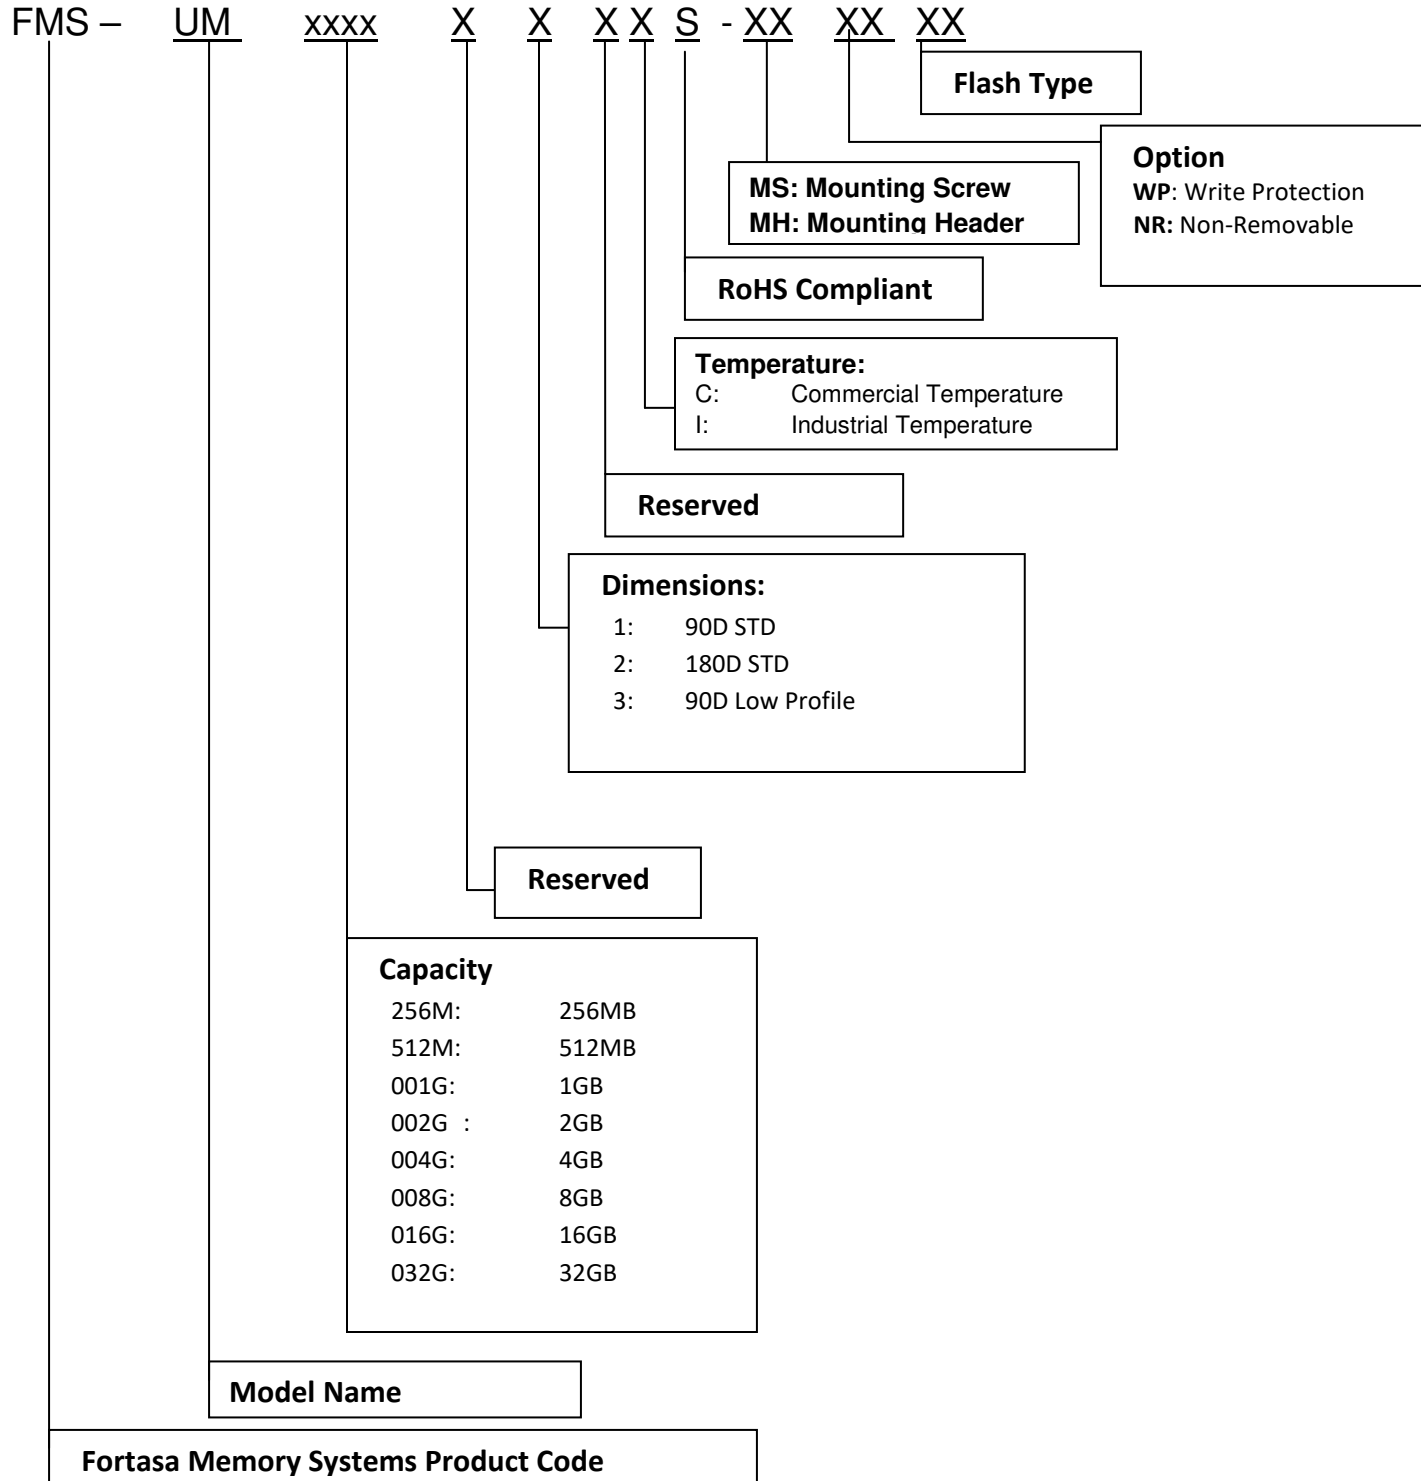 FMS – UM xxxx X X X X S - XX XX XX
Flash Type
Option
WP: Write Protection
NR: Non-Removable
MS: Mounting Screw
MH: Mounting Header
RoHS Compliant
Temperature:
C: Commercial Temperature
I: Industrial Temperature
Reserved
Dimensions:
1: 90D STD
2: 180D STD
3: 90D Low Profile
Reserved
Capacity
256M: 256MB
512M: 512MB
001G: 1GB
002G : 2GB
004G: 4GB
008G: 8GB
016G: 16GB
032G: 32GB
Model Name
Fortasa Memory Systems Product Code